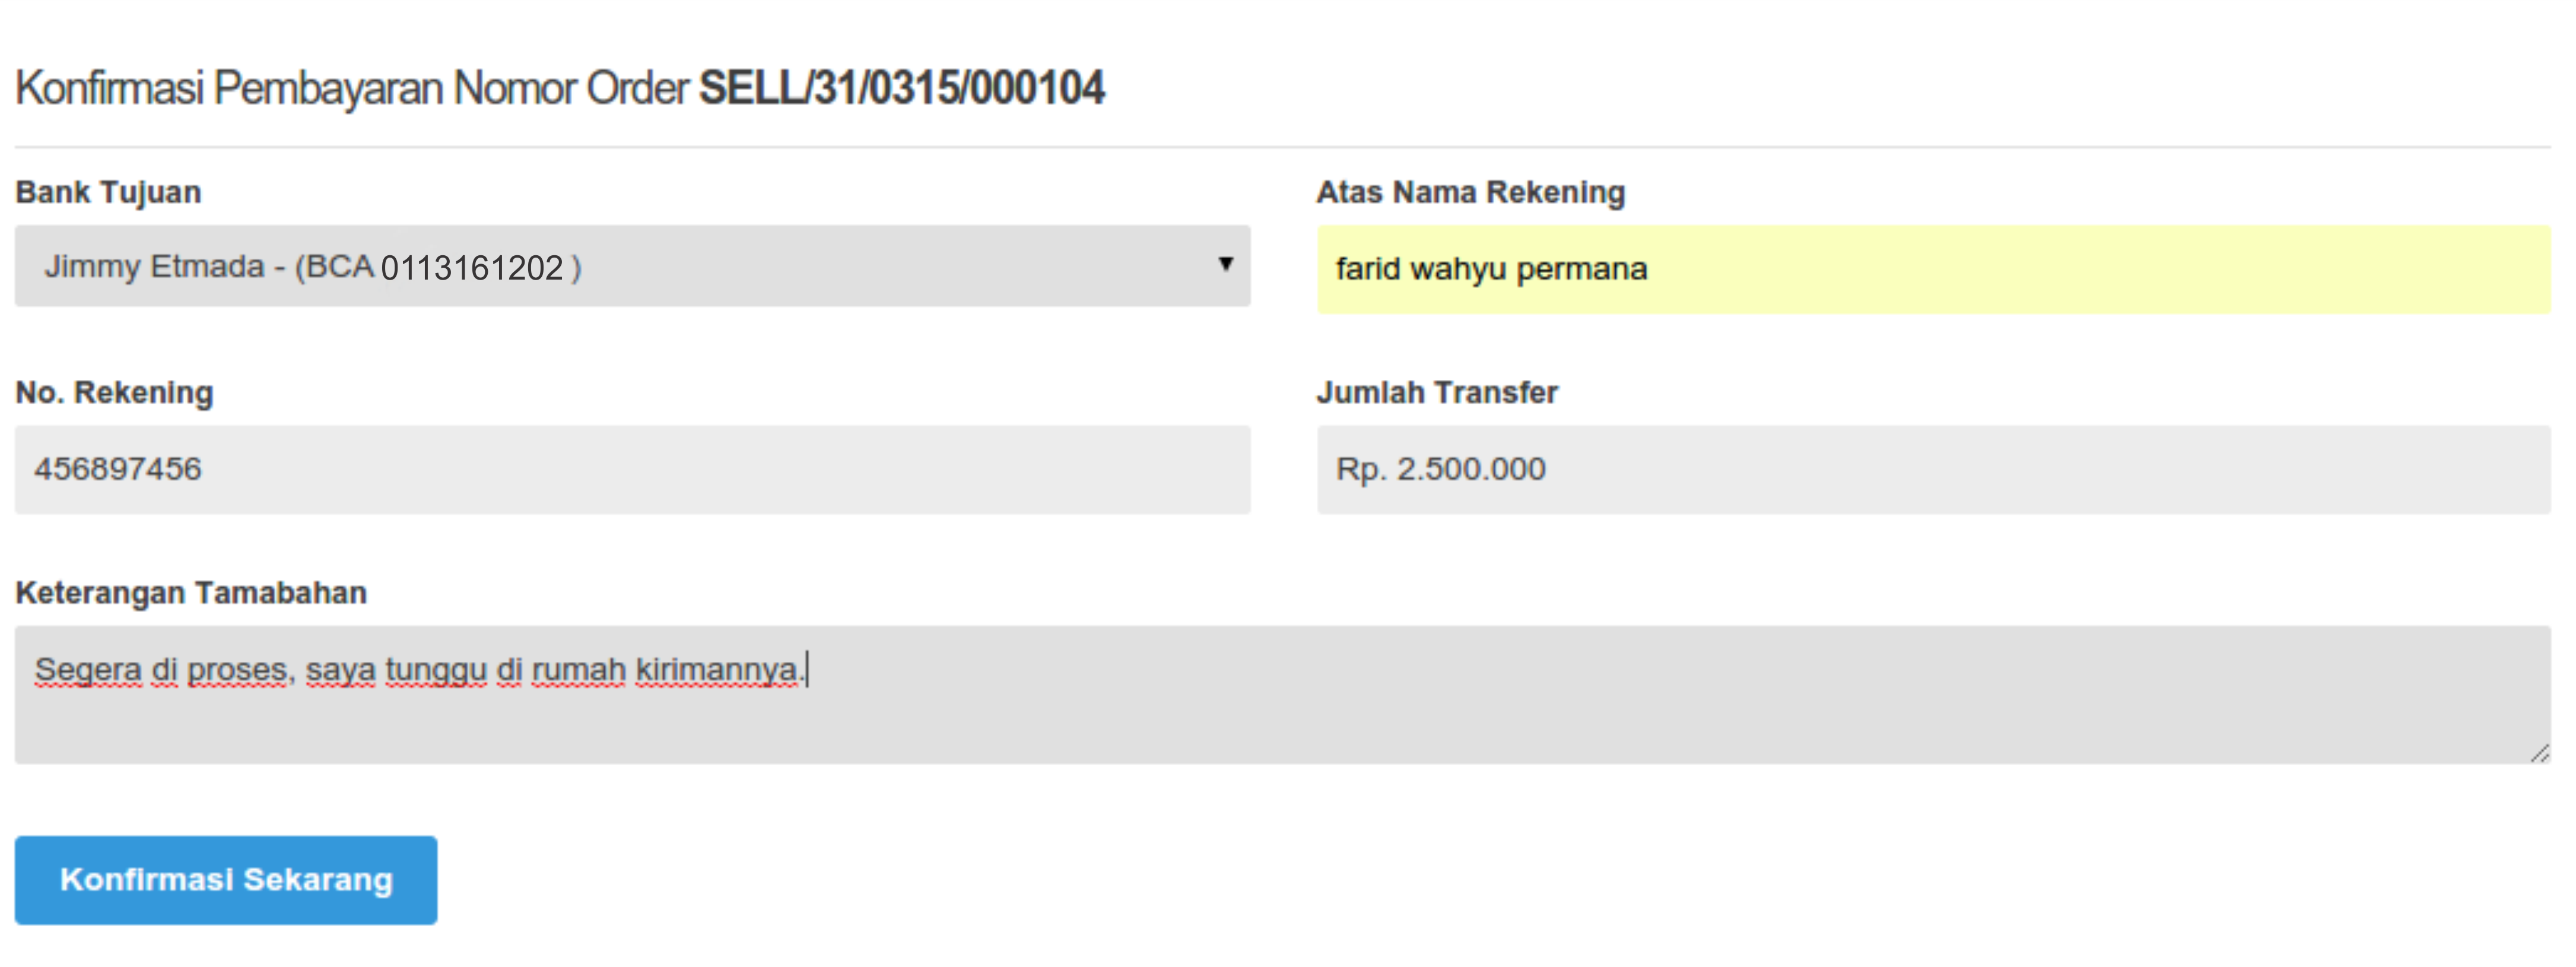 Konfirmasi Pembayaran Nomor Order SELL/31/0315/000104
Bank Tujuan
Jimmy Etmada - (BCA 0113161202 )
Atas Nama Rekening
farid wahyu permana
No. Rekening
456897456
Jumlah Transfer
Rp. 2.500.000
Keterangan Tamabahan
Segera di proses, saya tunggu di rumah kirimannya.
Konfirmasi Sekarang